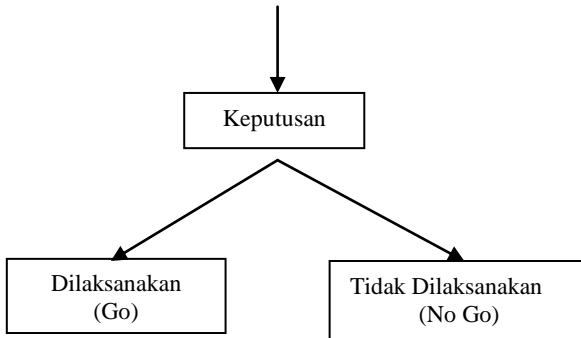 Keputusan
Dilaksanakan
(Go)
Tidak Dilaksanakan
(No Go)